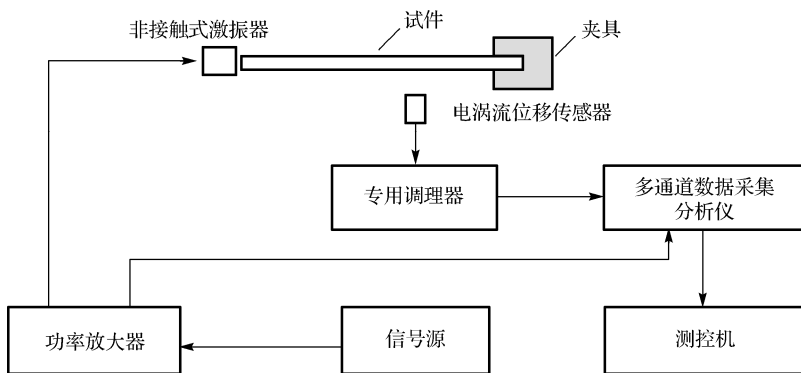 非接触式激振器
试件
夹具
电涡流位移传感器
专用调理器
多通道数据采集
分析仪
功率放大器
信号源
测控机